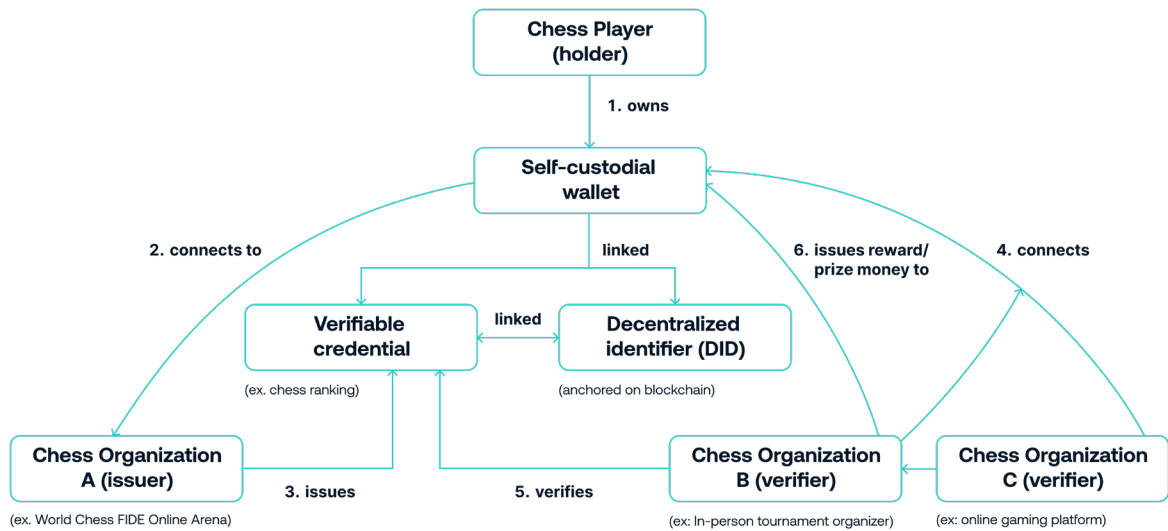 Chess Player
(holder)
1. owns
Self-custodial
wallet
2. connects to
linked
6. issues reward/
prize money to
4. connects
Verifiable
credential
linked
Decentralized
identifier (DID)
(ex. chess ranking)
(anchored on blockchain)
Chess Organization
A (issuer)
3. issues
5. verifies
Chess Organization
B (verifier)
Chess Organization
C (verifier)
(ex. World Chess FIDE Online Arena)
(ex: In-person tournament organizer)
(ex: online gaming platform)